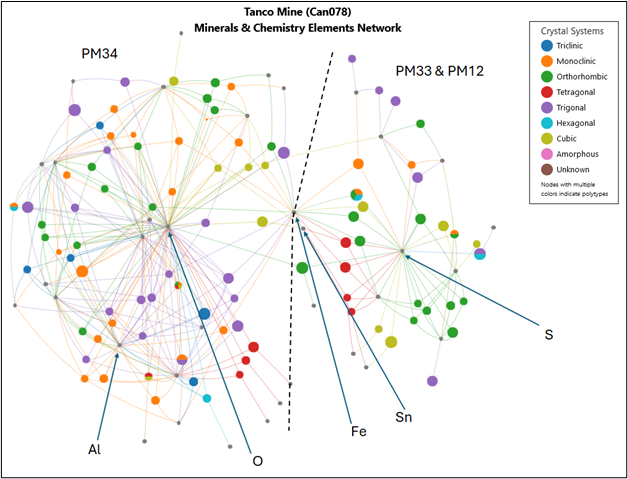 Tanco Mine (Can078)
Minerals & Chemistry Elements Network
PM34
PM33 & PM12
Crystal Systems
Triclinic
Monoclinic
Orthorhombic
Tetragonal
Trigonal
Hexagonal
Cubic
Amorphous
Unknown
Nodes with multiple
colors indicate polytypes
S
Sn
Fe
Al
O